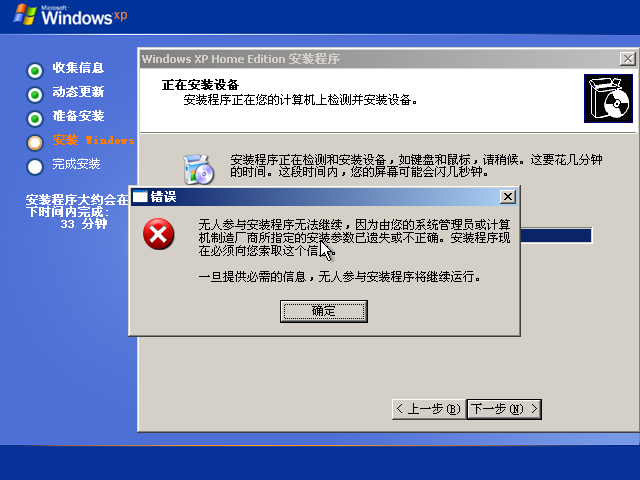 Microsoft
Windows xp
收集信息
动态更新
准备安装
安装 Windows
完成安装
安装程序大约会在
下时间内完成:
33 分钟
Windows XP Home Edition 安装程序
正在安装设备
安装程序正在您的计算机上检测并安装设备。
安装程序正在检测和安装设备，如键盘和鼠标，请稍候。这要花几分钟
的时间。这段时间内，您的屏幕可能会闪几秒钟。
错误
无人参与安装程序无法继续，因为由您的系统管理员或计算
机制造厂商所指定的安装参数已遗失或不正确。安装程序现
在必须向您索取这个信息。
一旦提供必需的信息，无人参与安装程序将继续运行。
确定
< 上一步(B)
下一步(N) >